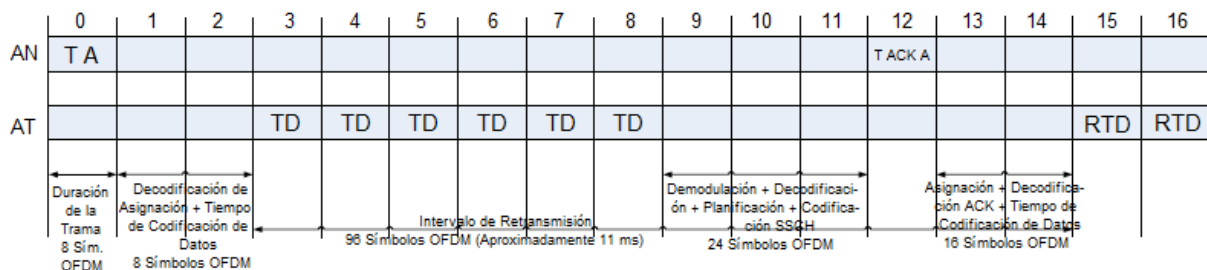 0 1 2 3 4 5 6 7 8 9 10 11 12 13 14 15 16
AN T A T ACK A
AT TD TD TD TD TD TD RTD RTD
Duración
de la
Trama
8 Sím.
OFDM
Decodificación de
Asignación + Tiempo
de Codificación de
Datos
8 Símbolos OFDM
Intervalo de Retransmisión
96 Símbolos OFDM (Aproximadamente 11 ms)
Demodulación + Decodificaci-
ón + Planificación + Codifica-
ción SSCH
24 Símbolos OFDM
Asignación + Decodifica-
ción ACK + Tiempo de
Codificación de Datos
16 Símbolos OFDM